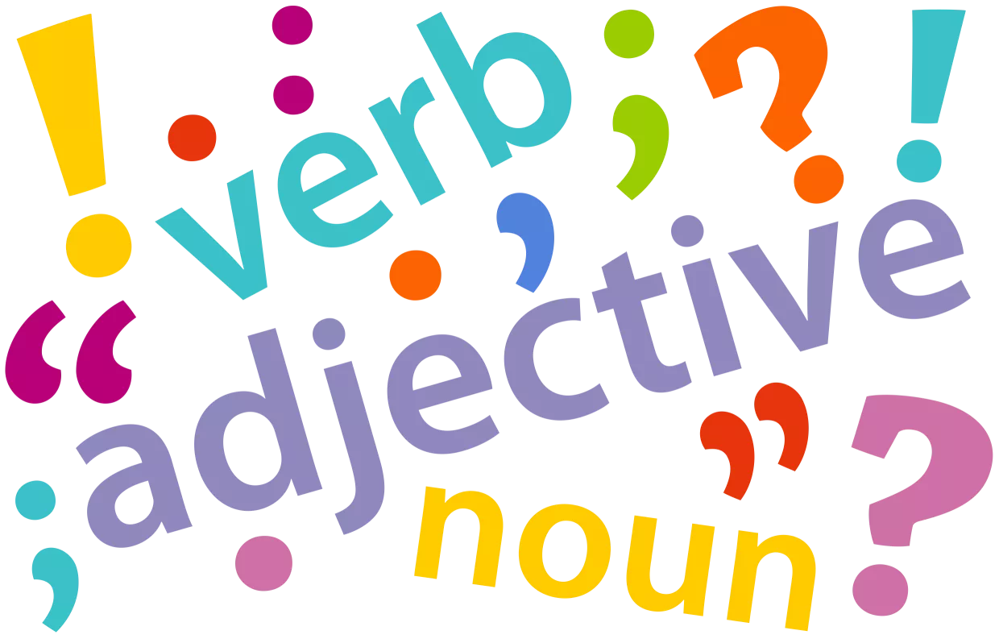 ! : . verb ; ? !
“ adjective . ,
; . noun ” ?